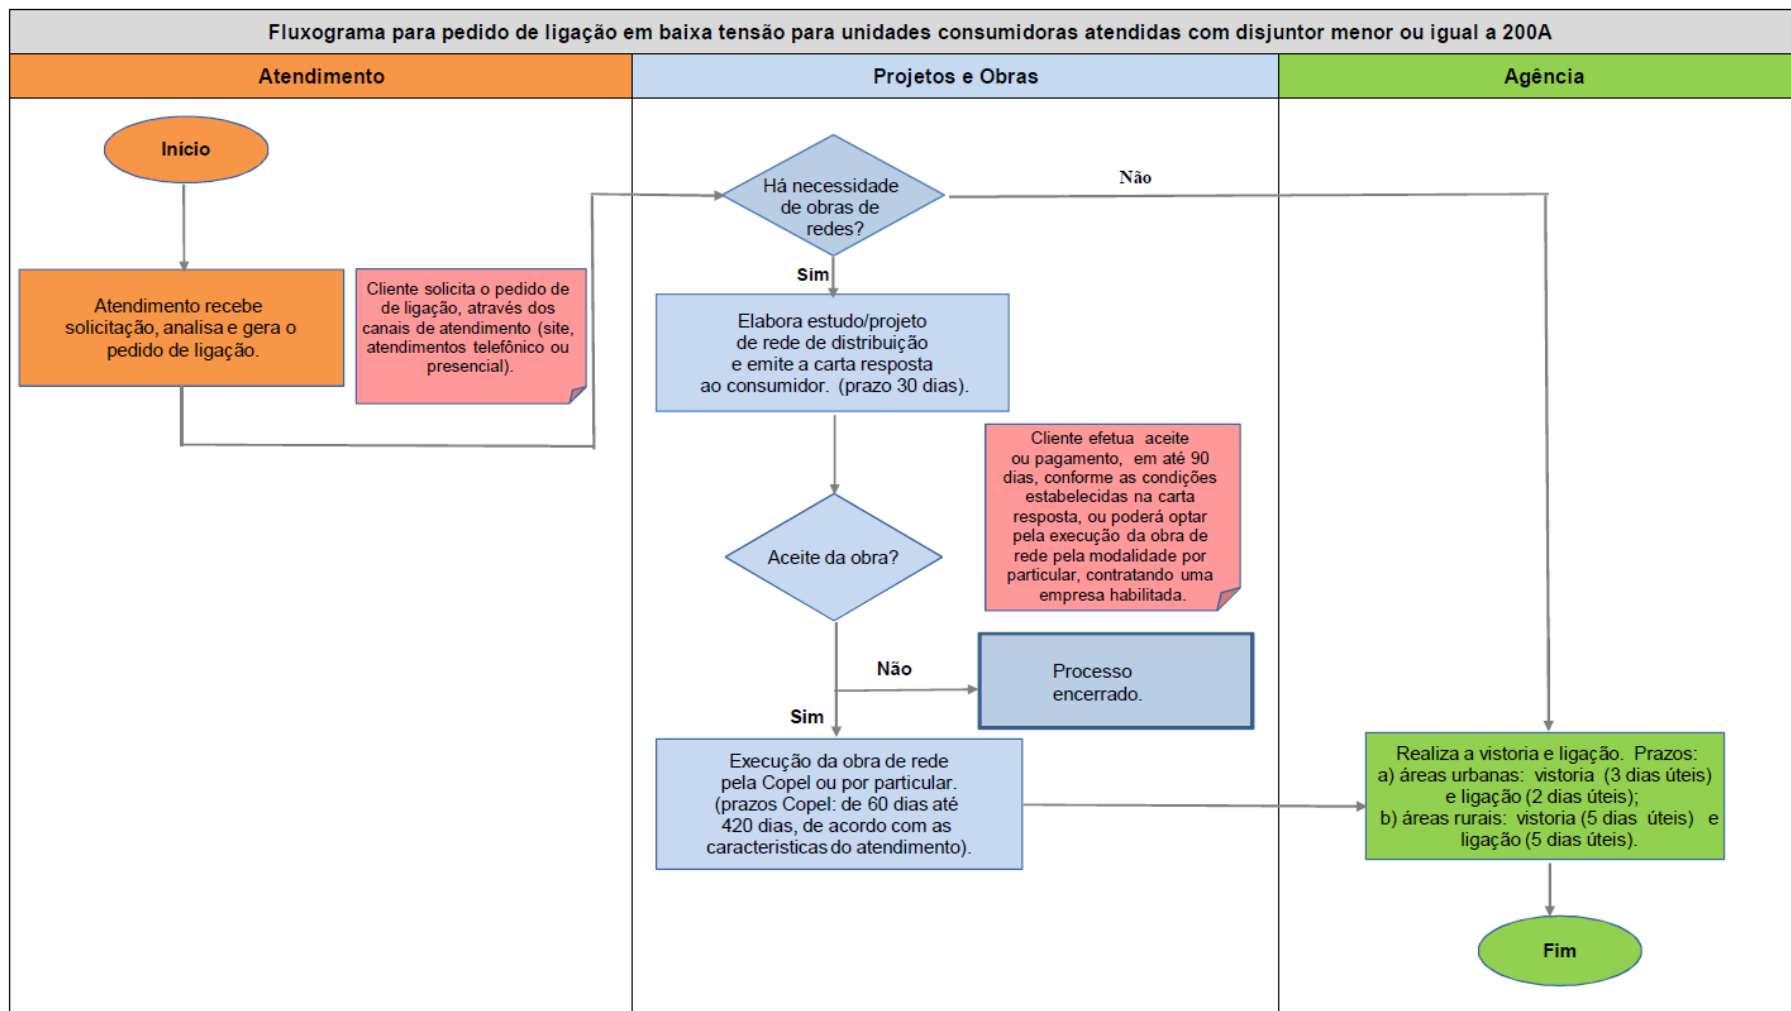 Fluxograma para pedido de ligação em baixa tensão para unidades consumidoras atendidas com disjuntor menor ou igual a 200A
Atendimento
Projetos e Obras
Agência
Início
Atendimento recebe
solicitação, analisa e gera o
pedido de ligação.
Cliente solicita o pedido de
de ligação, através dos
canais de atendimento (site,
atendimentos telefônico ou
presencial).
Há necessidade
de obras de
redes?
Não
Sim
Elabora estudo/projeto
de rede de distribuição
e emite a carta resposta
ao consumidor. (prazo 30 dias).
Cliente efetua aceite
ou pagamento, em até 90
dias, conforme as condições
estabelecidas na carta
resposta, ou poderá optar
pela execução da obra de
rede pela modalidade por
particular, contratando uma
empresa habilitada.
Aceite da obra?
Não
Processo
encerrado.
Sim
Execução da obra de rede
pela Copel ou por particular.
(prazos Copel: de 60 dias até
420 dias, de acordo com as
caracteristicas do atendimento).
Realiza a vistoria e ligação. Prazos:
a) áreas urbanas: vistoria (3 dias úteis)
e ligação (2 dias úteis);
b) áreas rurais: vistoria (5 dias úteis) e
ligação (5 dias úteis).
Fim